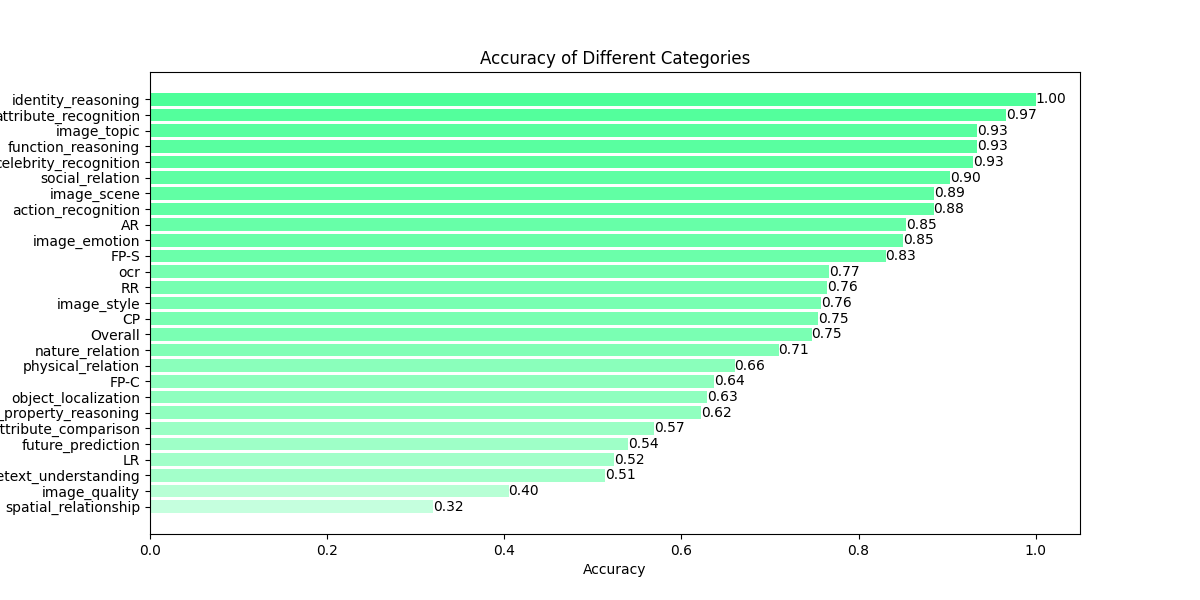 Accuracy of Different Categories
identity_reasoning 1.00
attribute_recognition 0.97
image_topic 0.93
function_reasoning 0.93
celebrity_recognition 0.93
social_relation 0.90
image_scene 0.89
action_recognition 0.88
AR 0.85
image_emotion 0.85
FP-S 0.83
ocr 0.77
RR 0.76
image_style 0.76
CP 0.75
Overall 0.75
nature_relation 0.71
physical_relation 0.66
FP-C 0.64
object_localization 0.63
_property_reasoning 0.62
ttribute_comparison 0.57
future_prediction 0.54
LR 0.52
etext_understanding 0.51
image_quality 0.40
spatial_relationship 0.32
0.0 0.2 0.4 0.6 0.8 1.0
Accuracy